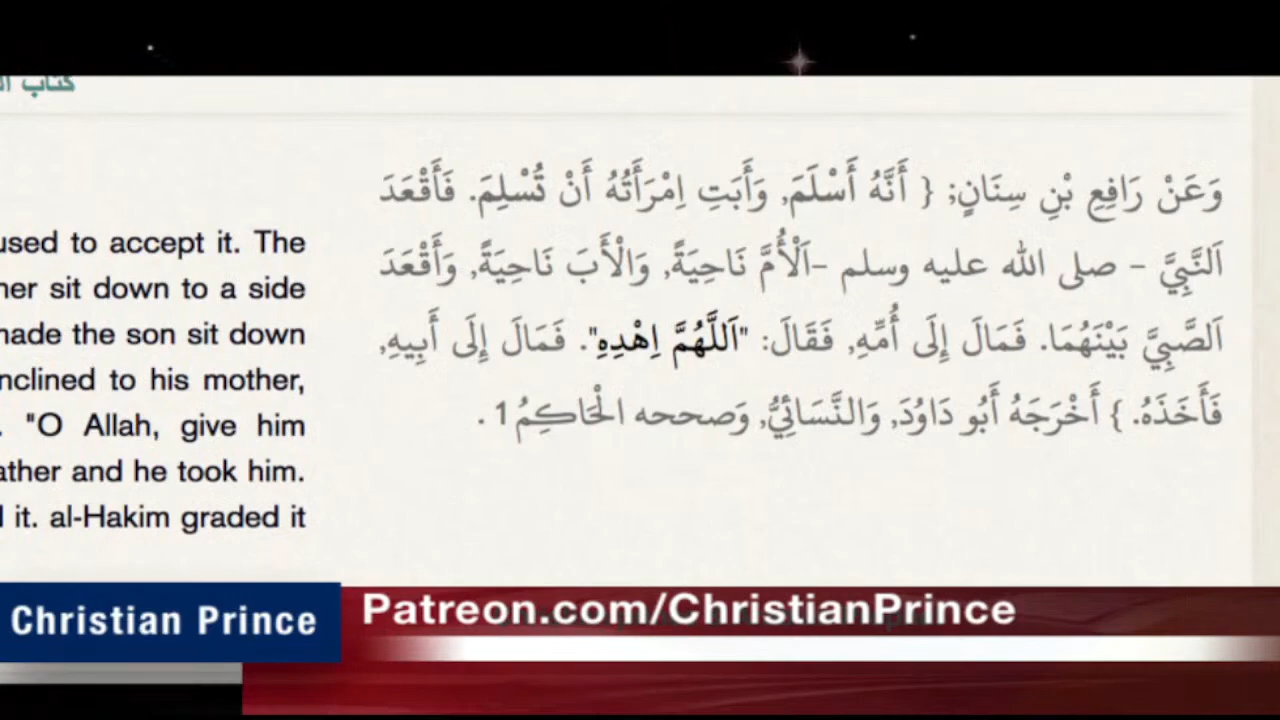 كتاب
وَعَنْ رَافِعِ بْنِ سِنَانٍ; { أَنَّهُ أَسْلَمَ, وَأَبَتِ اِمْرَأَتُهُ أَنْ تُسْلِمَ. فَأَقْعَدَ
اَلنَّبِيَّ - صلى الله عليه وسلم -اَلْأُمَّ نَاحِيَةً, وَالْأَبَ نَاحِيَةً, وَأَقْعَدَ
اَلصَّبِيَّ بَيْنَهُمَا. فَمَالَ إِلَى أُمِّهِ, فَقَالَ: "اَللَّهُمَّ اِهْدِهِ". فَمَالَ إِلَى أَبِيهِ,
فَأَخَذَهُ. } أَخْرَجَهُ أَبُو دَاوُدَ, وَالنَّسَائِيُّ, وَصححه الْحَاكِمُ 1 .
used to accept it. The
her sit down to a side
made the son sit down
nclined to his mother,
. "O Allah, give him
ather and he took him.
it. al-Hakim graded it
Christian Prince
Patreon.com/ChristianPrince